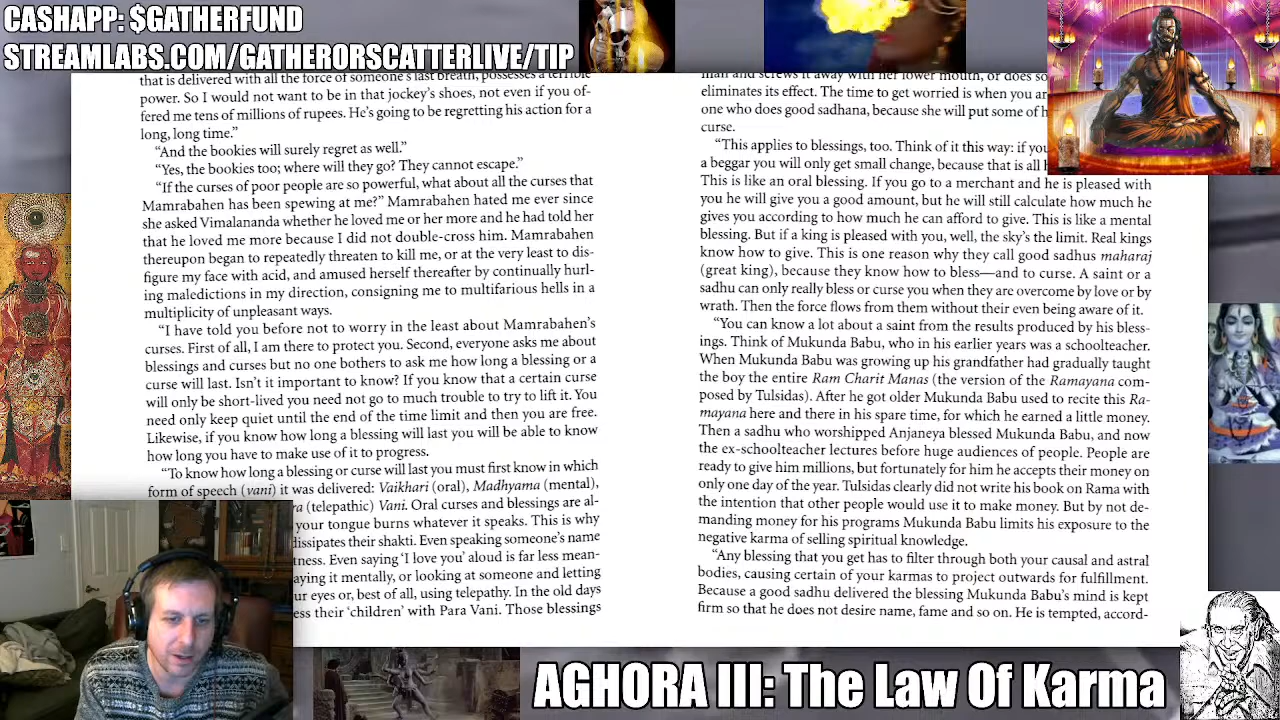 CASHAPP: $GATHERFUND
STREAMLABS.COM/GATHERORSCATTERLIVE/TIP
that is delivered with all the force of someone's last breath, possesses a terrible
power. So I would not want to be in that jockey's shoes, not even if you of-
fered me tens of millions of rupees. He's going to be regretting his action for a
long, long time."
"And the bookies will surely regret as well."
"Yes, the bookies too; where will they go? They cannot escape."
"If the curses of poor people are so powerful, what about all the curses that
Mamrabahen has been spewing at me?" Mamrabahen hated me ever since
she asked Vimalananda whether he loved me or her more and he had told her
that he loved me more because I did not double-cross him. Mamrabahen
thereupon began to repeatedly threaten to kill me, or at the very least to dis-
figure my face with acid, and amused herself thereafter by continually hurl-
ing maledictions in my direction, consigning me to multifarious hells in a
multiplicity of unpleasant ways.
"I have told you before not to worry in the least about Mamrabahen's
curses. First of all, I am there to protect you. Second, everyone asks me about
blessings and curses but no one bothers to ask me how long a blessing or a
curse will last. Isn't it important to know? If you know that a certain curse
will only be short-lived you need not go to much trouble to try to lift it. You
need only keep quiet until the end of the time limit and then you are free.
Likewise, if you know how long a blessing will last you will be able to know
how long you have to make use of it to progress.
"To know how long a blessing or curse will last you must first know in which
form of speech (vani) it was delivered: Vaikhari (oral), Madhyama (mental),
(telepathic) Vani. Oral curses and blessings are al-
your tongue burns whatever it speaks. This is why
dissipates their shakti. Even speaking someone's name
Even saying 'I love you' aloud is far less mean-
saying it mentally, or looking at someone and letting
eyes or, best of all, using telepathy. In the old days
their 'children' with Para Vani. Those blessings
man and screws it away with her lower mouth, or does so
eliminates its effect. The time to get worried is when you are
one who does good sadhana, because she will put some of h
curse.
"This applies to blessings, too. Think of it this way: if you
a beggar you will only get small change, because that is all h
This is like an oral blessing. If you go to a merchant and he is pleased with
you he will give you a good amount, but he will still calculate how much he
gives you according to how much he can afford to give. This is like a mental
blessing. But if a king is pleased with you, well, the sky's the limit. Real kings
know how to give. This is one reason why they call good sadhus maharaj
(great king), because they know how to bless—and to curse. A saint or a
sadhu can only really bless or curse you when they are overcome by love or by
wrath. Then the force flows from them without their even being aware of it.
"You can know a lot about a saint from the results produced by his bless-
ings. Think of Mukunda Babu, who in his earlier years was a schoolteacher.
When Mukunda Babu was growing up his grandfather had gradually taught
the boy the entire Ram Charit Manas (the version of the Ramayana com-
posed by Tulsidas). After he got older Mukunda Babu used to recite this Ra-
mayana here and there in his spare time, for which he earned a little money.
Then a sadhu who worshipped Anjaneya blessed Mukunda Babu, and now
the ex-schoolteacher lectures before huge audiences of people. People are
ready to give him millions, but fortunately for him he accepts their money on
only one day of the year. Tulsidas clearly did not write his book on Rama with
the intention that other people would use it to make money. But by not de-
manding money for his programs Mukunda Babu limits his exposure to the
negative karma of selling spiritual knowledge.
"Any blessing that you get has to filter through both your causal and astral
bodies, causing certain of your karmas to project outwards for fulfillment.
Because a good sadhu delivered the blessing Mukunda Babu's mind is kept
firm so that he does not desire name, fame and so on. He is tempted, accord-
AGHORA III: The Law Of Karma